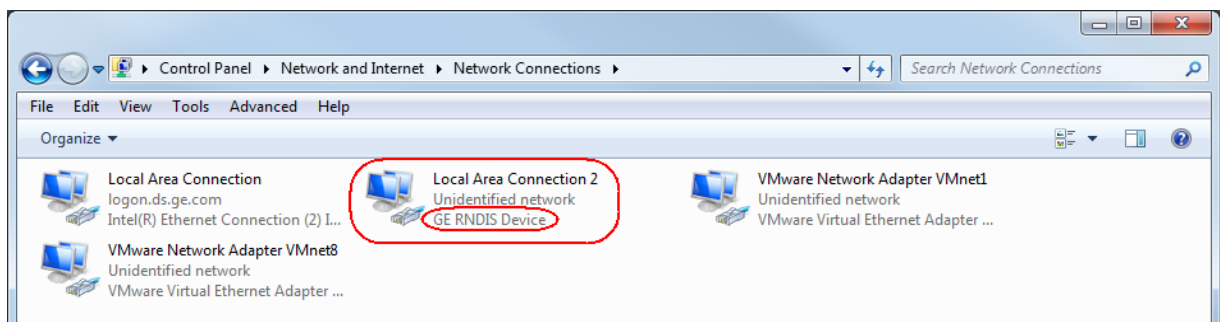 Control Panel Network and Internet Network Connections
Search Network Connections
File Edit View Tools Advanced Help
Organize
Local Area Connection
logon.ds.ge.com
Intel(R) Ethernet Connection (2) I...
Local Area Connection 2
Unidentified network
GE RNDIS Device
VMware Network Adapter VMnet1
Unidentified network
VMware Virtual Ethernet Adapter ...
VMware Network Adapter VMnet8
Unidentified network
VMware Virtual Ethernet Adapter ...